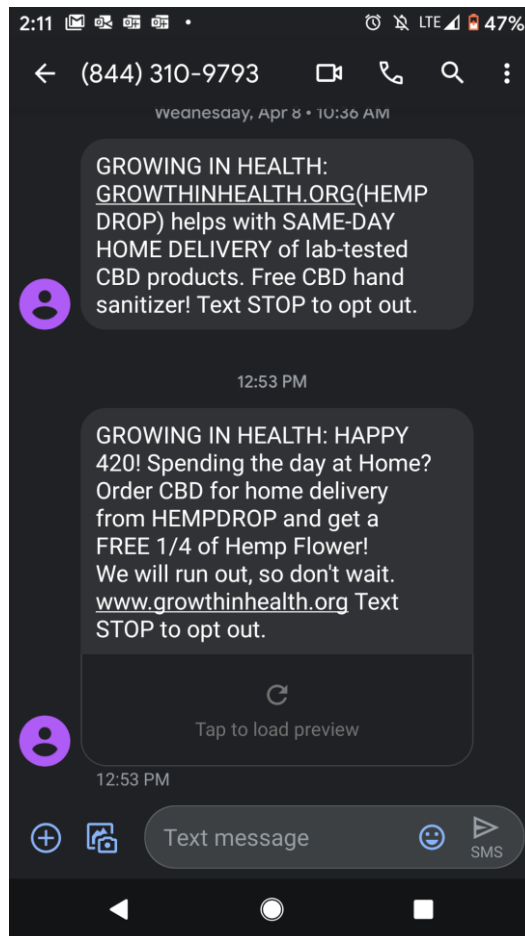 2:11 LTE 47%
(844) 310-9793
Wednesday, Apr 8 • 10:36 AM
GROWING IN HEALTH:
GROWTHINHEALTH.ORG(HEMP
DROP) helps with SAME-DAY
HOME DELIVERY of lab-tested
CBD products. Free CBD hand
sanitizer! Text STOP to opt out.
12:53 PM
GROWING IN HEALTH: HAPPY
420! Spending the day at Home?
Order CBD for home delivery
from HEMPDROP and get a
FREE 1/4 of Hemp Flower!
We will run out, so don't wait.
www.growthinhealth.org Text
STOP to opt out.
Tap to load preview
12:53 PM
Text message
SMS